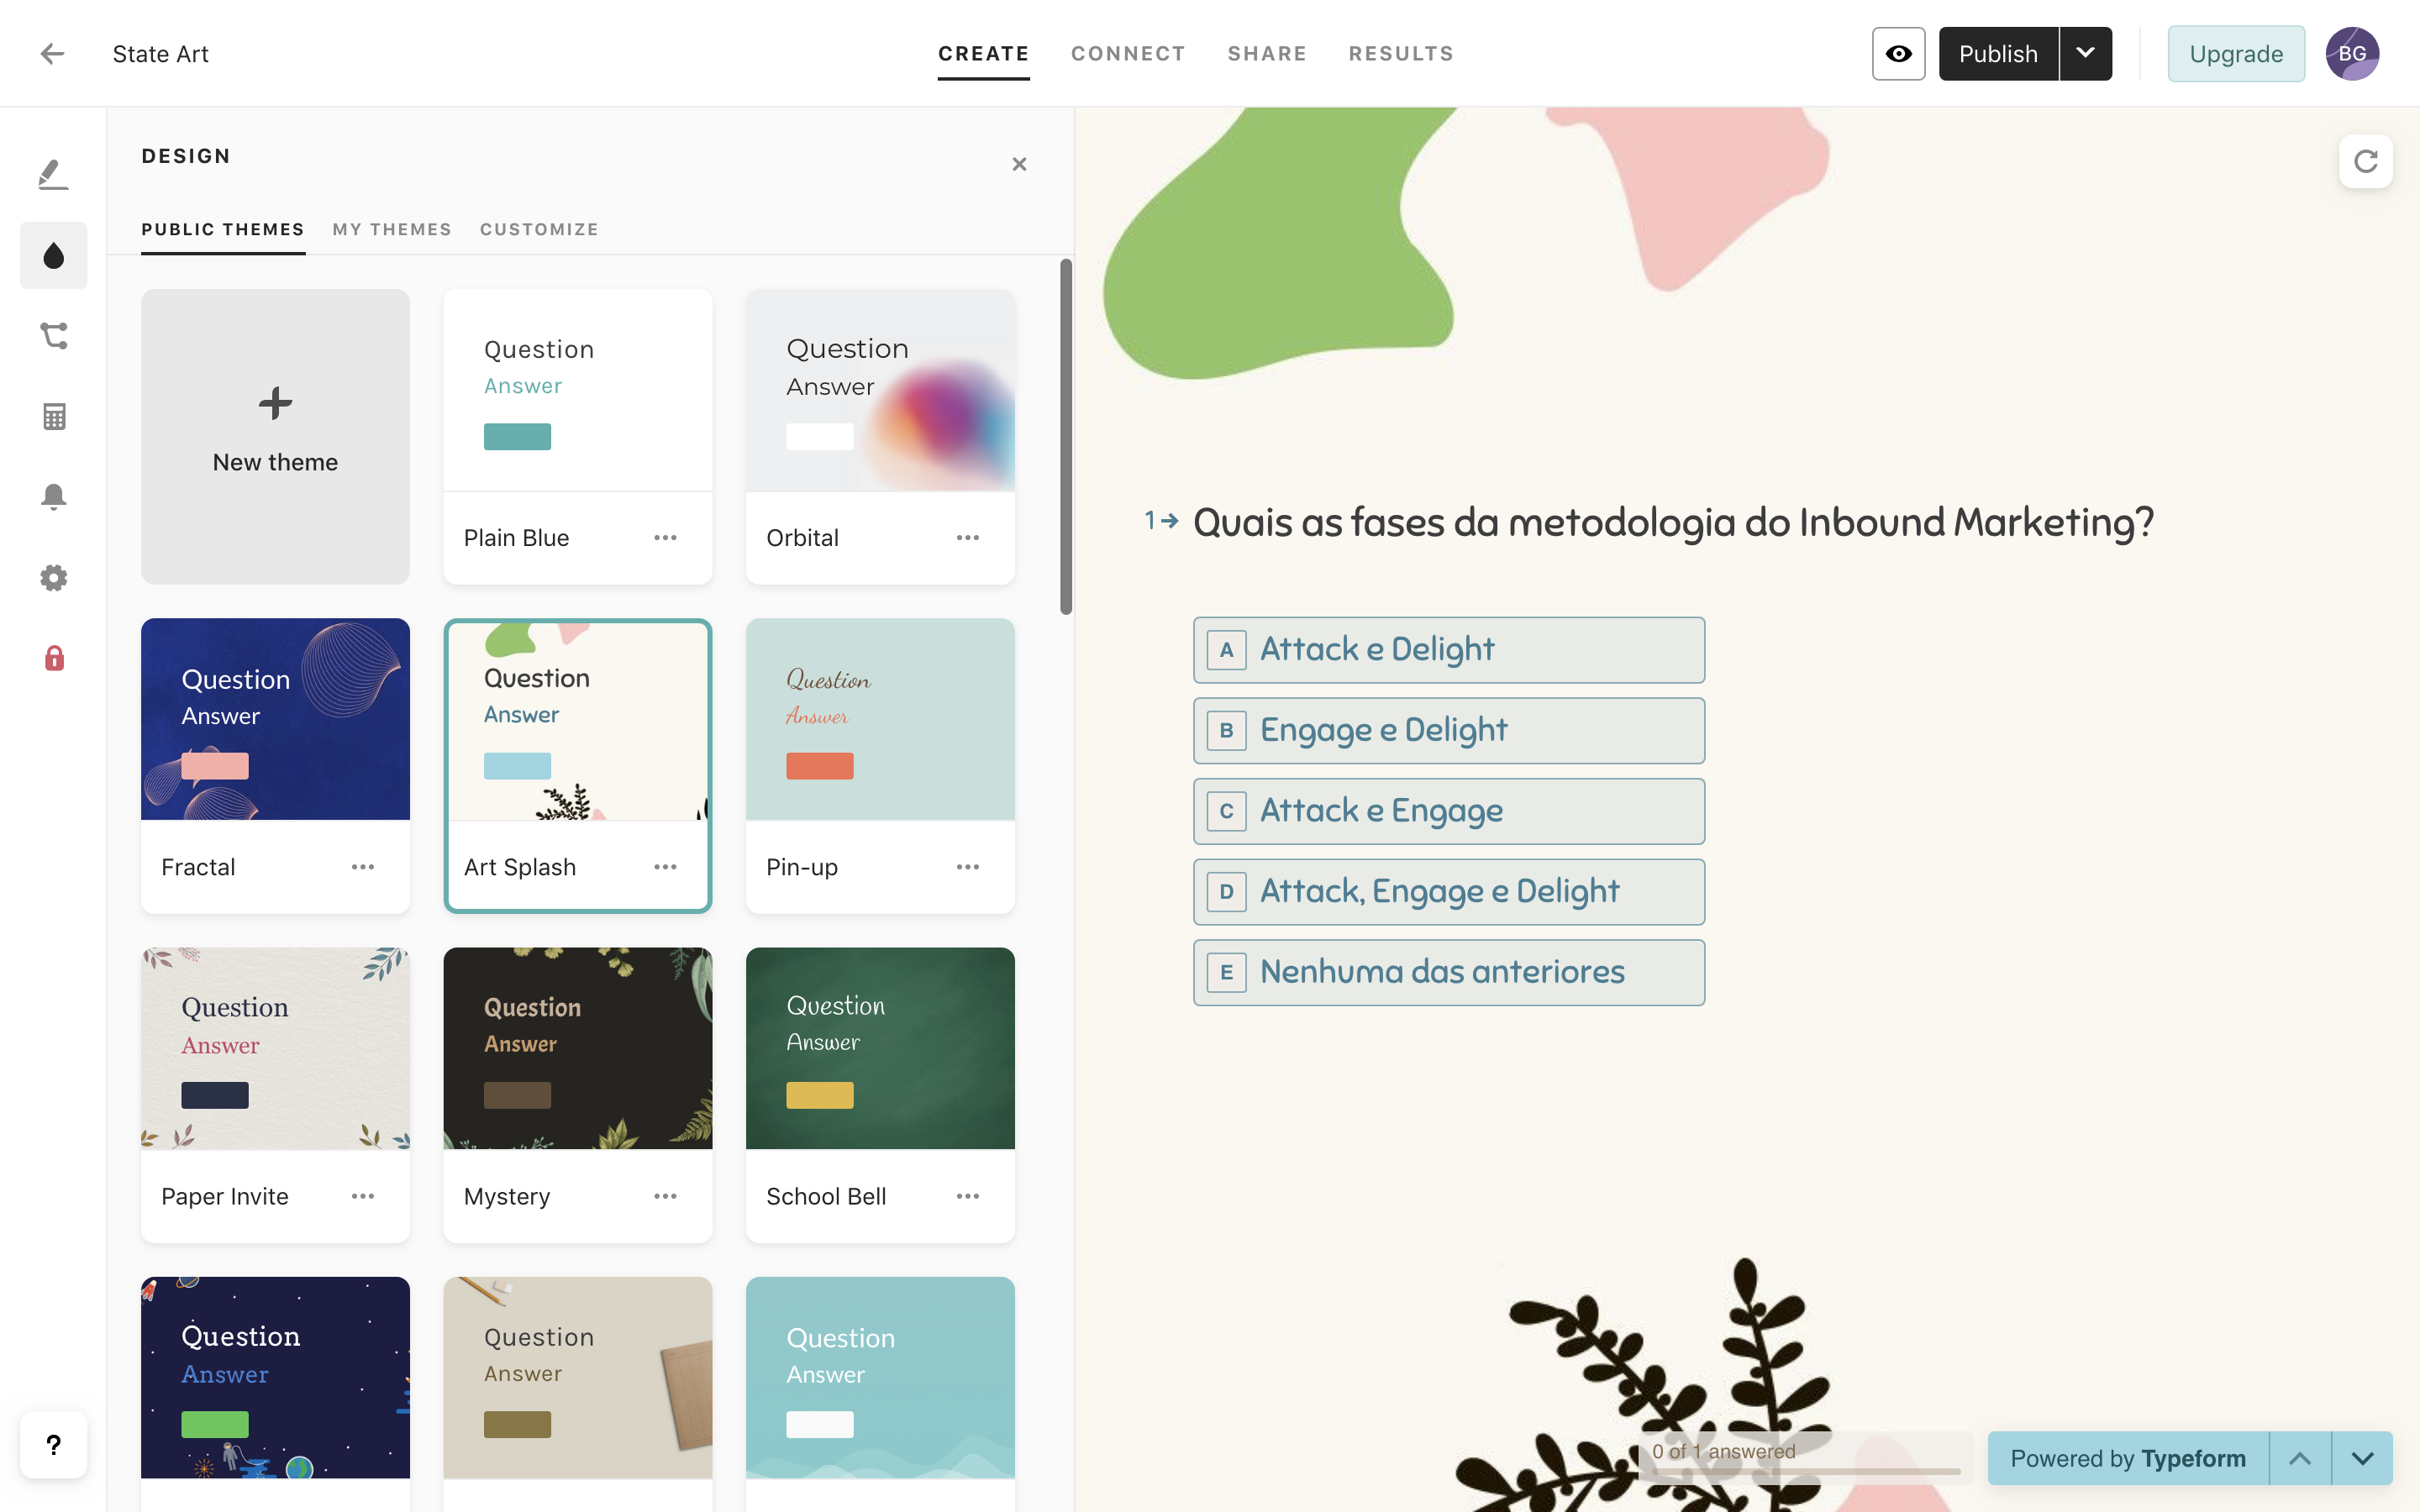 State Art
CREATE CONNECT SHARE RESULTS
Publish
Upgrade
BG
DESIGN
PUBLIC THEMES MY THEMES CUSTOMIZE
New theme
Question
Answer
Plain Blue
Question
Answer
Orbital
Question
Answer
Fractal
Question
Answer
Art Splash
Question
Answer
Pin-up
Question
Answer
Paper Invite
Question
Answer
Mystery
Question
Answer
School Bell
Question
Answer
Question
Answer
Question
Answer
?
1 Quais as fases da metodologia do Inbound Marketing?
A Attack e Delight
B Engage e Delight
C Attack e Engage
D Attack, Engage e Delight
E Nenhuma das anteriores
0 of 1 answered
Powered by Typeform